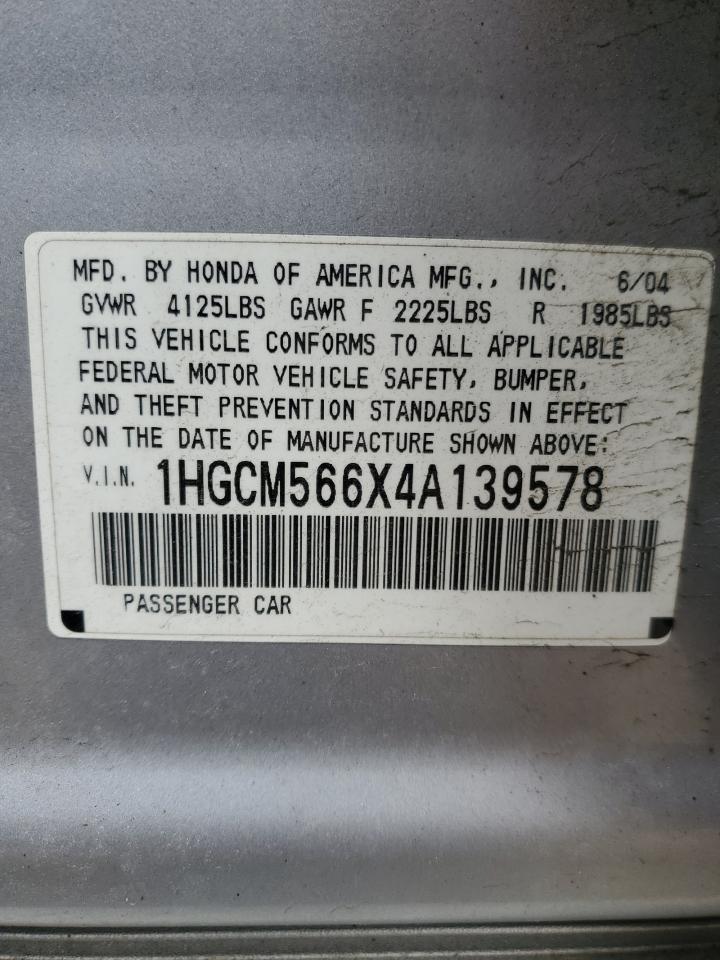 MFD. BY HONDA OF AMERICA MFG., INC. 6/04
GVWR 4125LBS GAWR F 2225LBS R 1985LBS
THIS VEHICLE CONFORMS TO ALL APPLICABLE
FEDERAL MOTOR VEHICLE SAFETY, BUMPER,
AND THEFT PREVENTION STANDARDS IN EFFECT
ON THE DATE OF MANUFACTURE SHOWN ABOVE:
V.I.N. 1HGCM566X4A139578
PASSENGER CAR